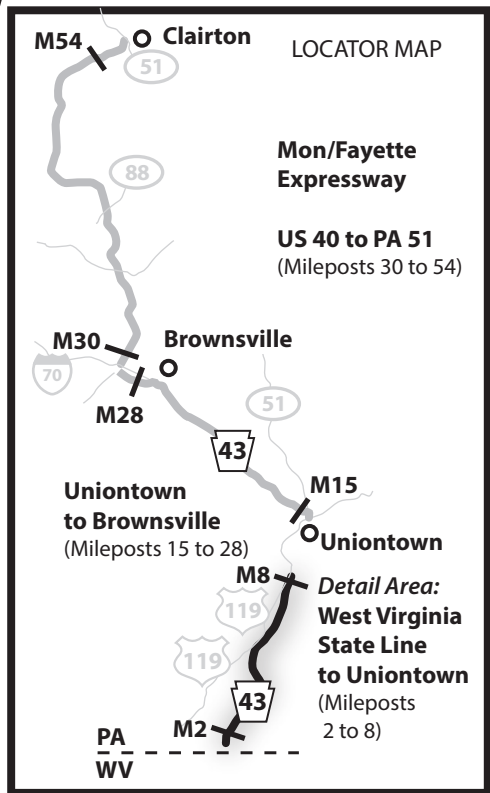 M54
Clairton
LOCATOR MAP
51
Mon/Fayette
Expressway
88
US 40 to PA 51
(Mileposts 30 to 54)
M30
Brownsville
70
M28
51
43
M15
Uniontown
to Brownsville
(Mileposts 15 to 28)
Uniontown
M8
Detail Area:
West Virginia
State Line
to Uniontown
(Mileposts
2 to 8)
119
119
43
M2
PA
WV